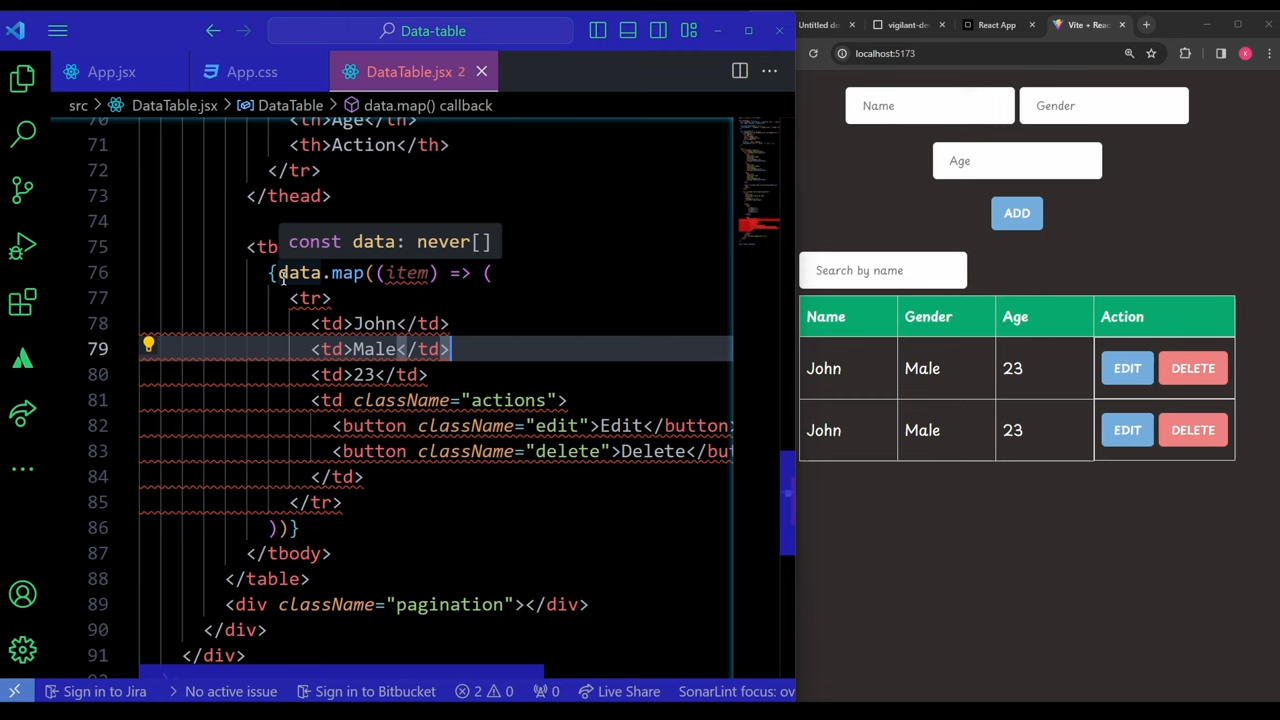 Data-table
App.jsx
App.css
DataTable.jsx 2
src > DataTable.jsx > DataTable > data.map() callback
70 <th>Age</th>
71 <th>Action</th>
72 </tr>
73 </thead>
74
75 <tb
const data: never[]
76 {data.map((item) => (
77 <tr>
78 <td>John</td>
79 <td>Male</td>
80 <td>23</td>
81 <td className="actions">
82 <button className="edit">Edit</button>
83 <button className="delete">Delete</but
84 </td>
85 </tr>
86 ))}
87 </tbody>
88 </table>
89 <div className="pagination"></div>
90 </div>
91 </div>
Sign in to Jira
No active issue
Sign in to Bitbucket
2
0
0
Live Share
SonarLint focus: ov
Untitled d
vigilant-de
React App
Vite + Rea
localhost:5173
x
Name
Gender
Age
ADD
Search by name
Name Gender Age Action
John Male 23 EDIT DELETE
John Male 23 EDIT DELETE